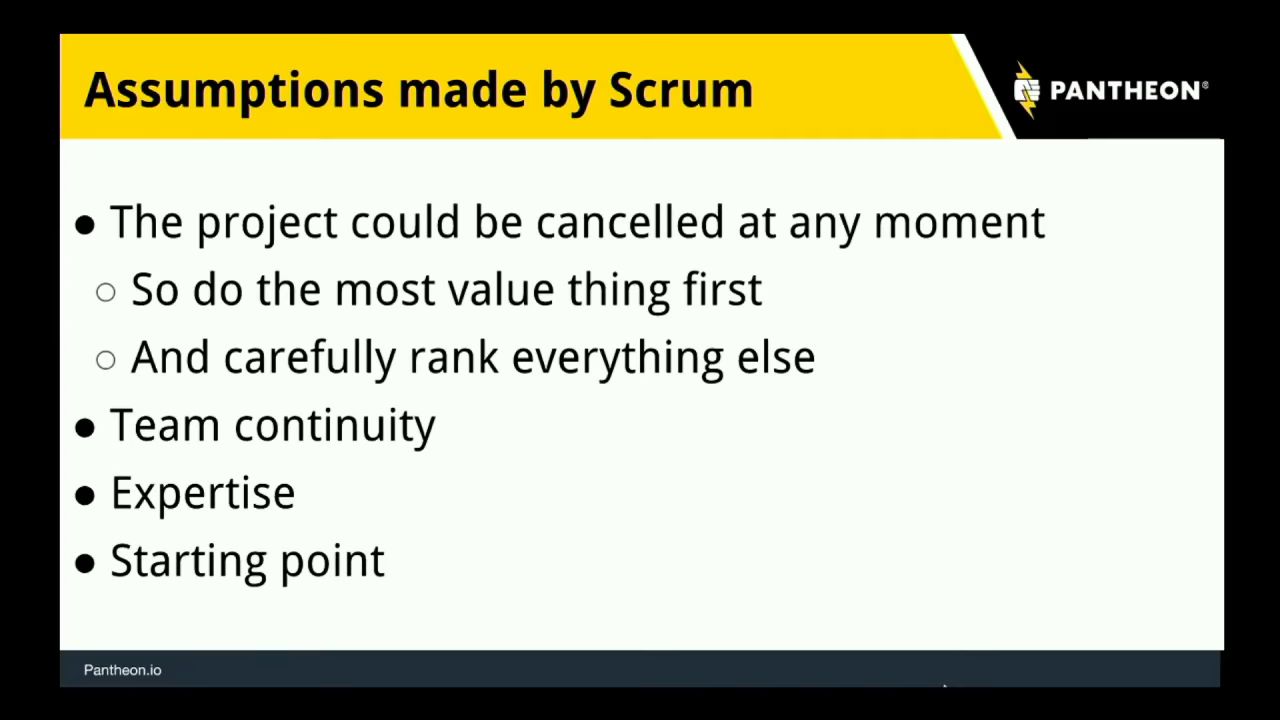 Assumptions made by Scrum
PANTHEON®
● The project could be cancelled at any moment
○ So do the most value thing first
○ And carefully rank everything else
● Team continuity
● Expertise
● Starting point
Pantheon.io